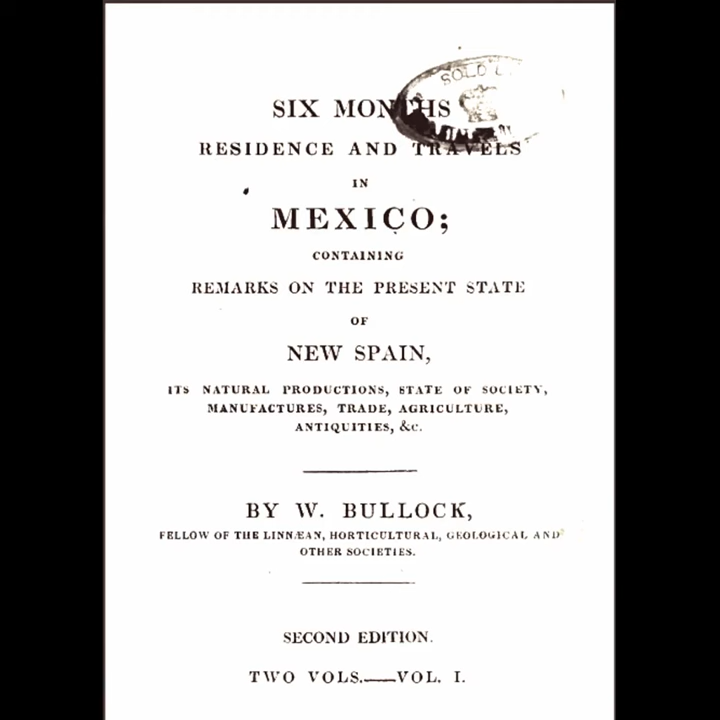 SOLD
SIX MONTHS
RESIDENCE AND TRAVELS
IN
MEXICO;
CONTAINING
REMARKS ON THE PRESENT STATE
OF
NEW SPAIN,
ITS NATURAL PRODUCTIONS, STATE OF SOCIETY,
MANUFACTURES, TRADE, AGRICULTURE,
ANTIQUITIES, &c.
BY W. BULLOCK,
FELLOW OF THE LINNÆAN, HORTICULTURAL, GEOLOGICAL AND
OTHER SOCIETIES.
SECOND EDITION.
TWO VOLS.——VOL. I.